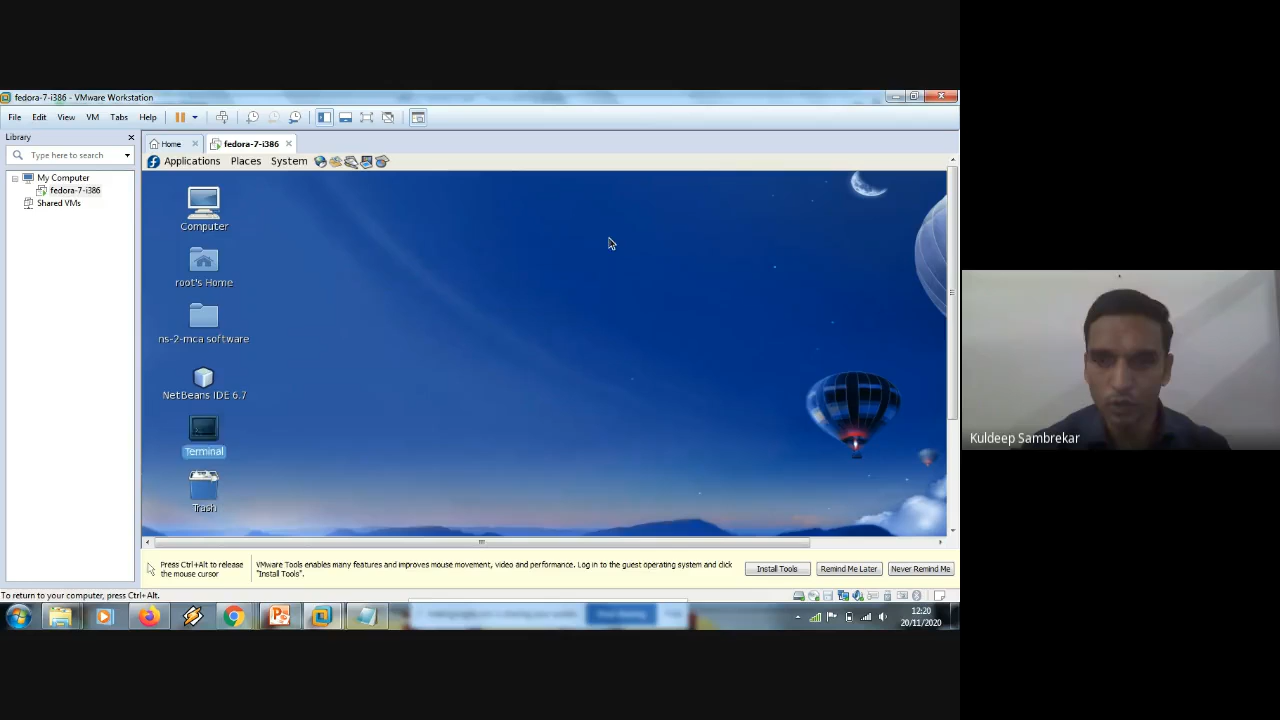 fedora-7-i386 - VMware Workstation
File Edit View VM Tabs Help
Library
Type here to search
My Computer
fedora-7-i386
Shared VMs
Home
fedora-7-i386
Applications Places System
Computer
root's Home
ns-2-mca software
NetBeans IDE 6.7
Terminal
Trash
Press Ctrl+Alt to release
the mouse cursor
VMware Tools enables many features and improves mouse movement, video and performance. Log in to the guest operating system and click
"Install Tools".
Install Tools
Remind Me Later
Never Remind Me
To return to your computer, press Ctrl+Alt.
12:20
20/11/2020
Kuldeep Sambrekar